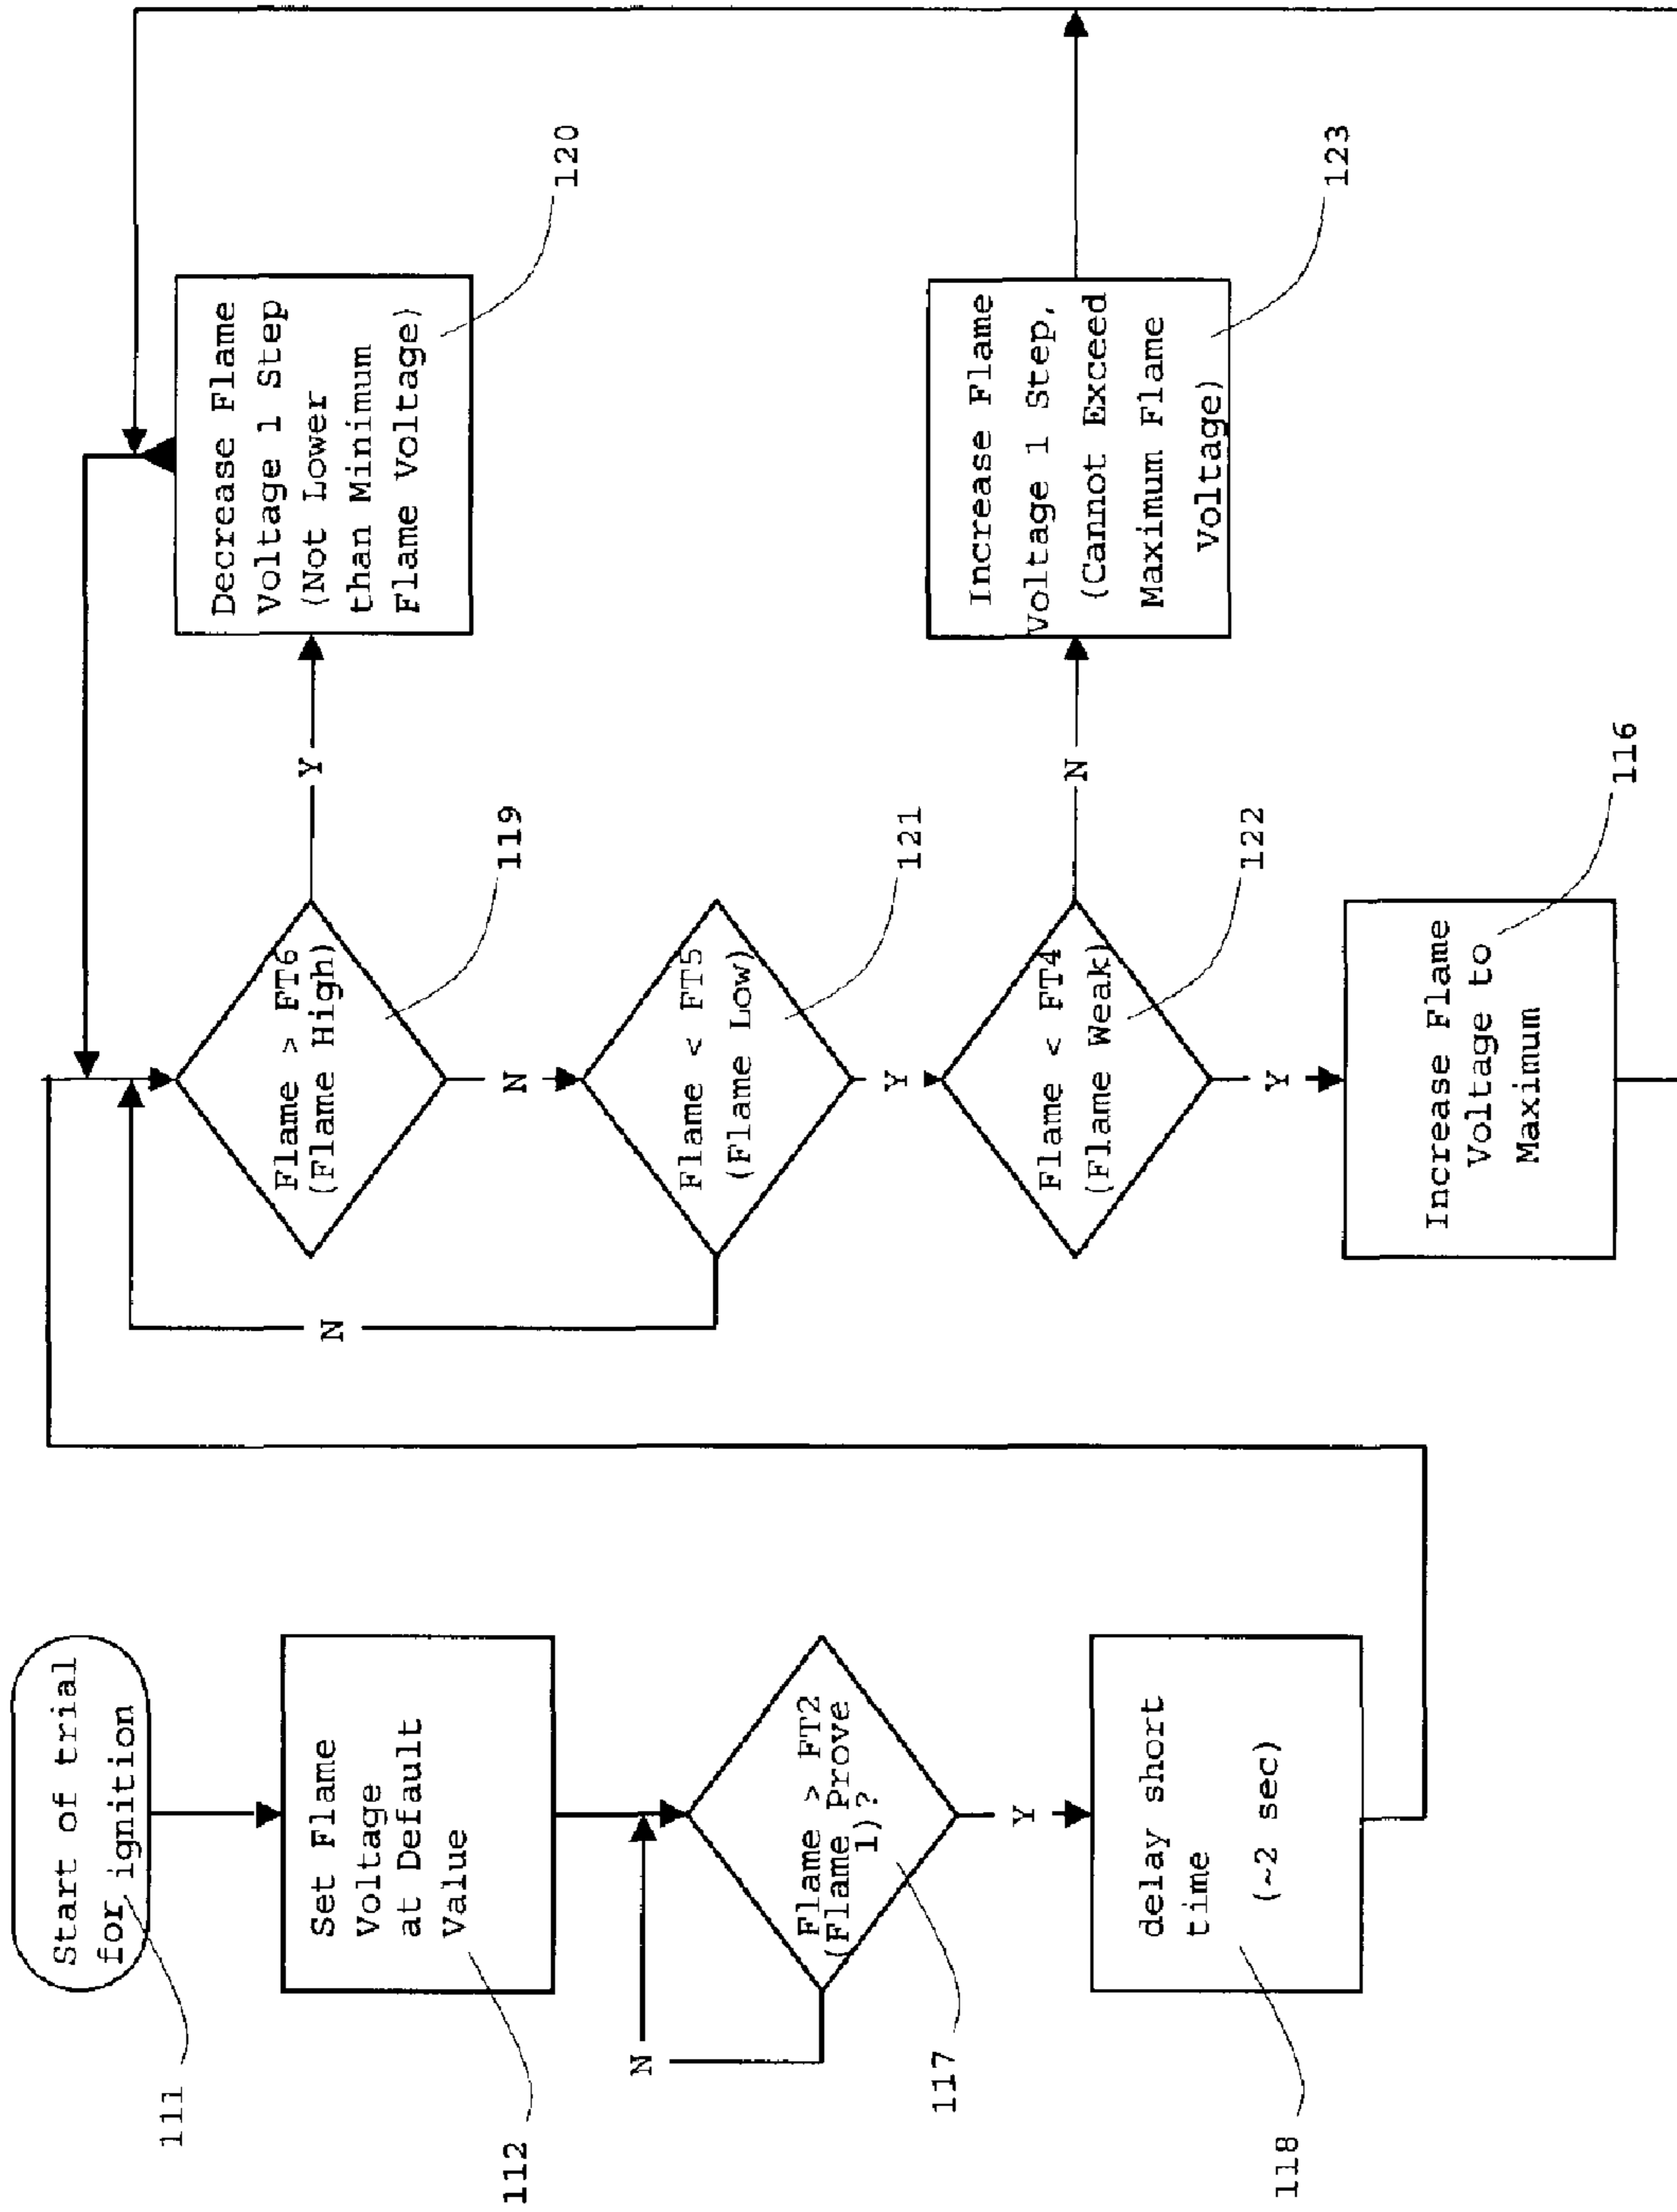 Start of trial
for ignition
111
Set Flame
Voltage
at Default
Value
112
N
Flame > FT2
(Flame Prove
1)?
117
Y
delay short
time
(~2 sec)
118
Flame > FT6
(Flame High)
119
Y
Decrease Flame
Voltage 1 Step
(Not Lower
than Minimum
Flame Voltage)
120
N
N
Flame < FT5
(Flame Low)
121
Y
Flame < FT4
(Flame Weak)
122
N
Increase Flame
Voltage 1 Step,
(Cannot Exceed
Maximum Flame
Voltage)
123
Y
Increase Flame
Voltage to
Maximum
116